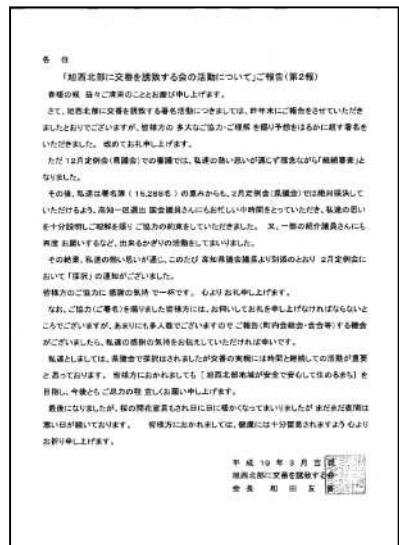 各 位
「旭西北部に交番を誘致する会の活動について」ご報告(第2報)
春暖の候 益々ご清栄のこととお慶び申し上げます。
さて、旭西北部に交番を誘致する署名活動につきましては、昨年末にご報告をさせていただき
ましたとおりでございますが、皆様方の 多大なご協力・ご理解 を賜り予想をはるかに超す署名を
いただきました。 改めてお礼申し上げます。
ただ 12月定例会(県議会)での審議では、私達の熱い思いが通じず残念ながら「継続審査」と
なりました。
その後、私達は署名簿(15,288名)の重みからも、2月定例会(県議会)では絶対採決して
いただけるよう、高知一区選出 国会議員さんにもお忙しい中時間をとっていただき、私達の思い
を十分説明しご理解を賜り ご協力の約束をしていただきました。 又、一部の紹介議員さんにも
再度 お願いするなど、出来るかぎりの活動をしてまいりました。
その結果、私達の熱い思いが通じ、このたび 高知県議会議長より別添のとおり 2月定例会に
おいて「採択」の通知がございました。
皆様方のご協力に 感謝の気持 で一杯です。 心より お礼申し上げます。
なお、ご協力(ご署名)を賜りました皆様方には、お伺いしてお礼を申し上げなければならないと
ころでございますが、あまりにも多人数でございますので ご報告(町内会総会・会合等)する機会
がございましたら、私達の感謝の気持をお伝えしていただければ幸いです。
私達としましては、県議会で採択はされましたが交番の実現には時間と継続しての活動が重要
と思っております。 皆様方におかれましても [旭西北部地域が安全で安心して住めるまち] を
目指し、今後とも ご尽力の程 宜しくお願い申し上げます。
最後になりましたが、桜の開花宣言もされ日に日に暖かくなってまいりましたが まだまだ夜間は
寒い日が続いております。 皆様方におかれましては、健康には十分留意されますよう 心より
お祈り申し上げます。
平成 19 年 3 月 吉 日
旭西北部に交番を誘致する会
会 長 和 田 友